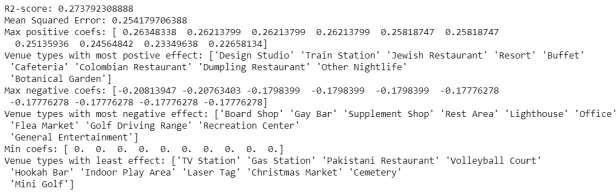 R2-score: 0.273792308888
Mean Squared Error: 0.254179706388
Max positive coefs: [ 0.26348338  0.26213799  0.26213799  0.26213799  0.25818747  0.25818747
  0.25135936  0.24564842  0.23349638  0.22658134]
Venue types with most postive effect: ['Design Studio' 'Train Station' 'Jewish Restaurant' 'Resort' 'Buffet'
 'Cafeteria' 'Colombian Restaurant' 'Dumpling Restaurant' 'Other Nightlife'
 'Botanical Garden']
Max negative coefs: [-0.20813947 -0.20763403 -0.1798399  -0.1798399  -0.1798399  -0.17776278
 -0.17776278 -0.17776278 -0.17776278 -0.17776278]
Venue types with most negative effect: ['Board Shop' 'Gay Bar' 'Supplement Shop' 'Rest Area' 'Lighthouse' 'Office'
 'Flea Market' 'Golf Driving Range' 'Recreation Center'
 'General Entertainment']
Min coefs: [ 0.  0.  0.  0.  0.  0.  0.  0.  0.  0.]
Venue types with least effect: ['TV Station' 'Gas Station' 'Pakistani Restaurant' 'Volleyball Court'
 'Hookah Bar' 'Indoor Play Area' 'Laser Tag' 'Christmas Market' 'Cemetery'
 'Mini Golf']